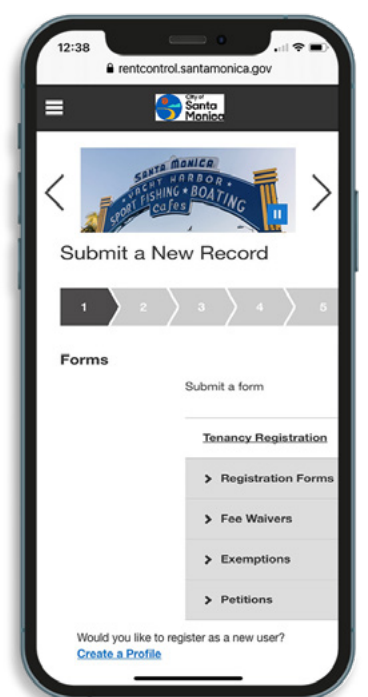 12:38
rentcontrol.santamonica.gov
City of
Santa
Monica
SANTA MONICA
YACHT HARBOR
SPORT FISHING • BOATING
Cafes
Submit a New Record
1 2 3 4 5
Forms
Submit a form
Tenancy Registration
Registration Forms
Fee Waivers
Exemptions
Petitions
Would you like to register as a new user?
Create a Profile